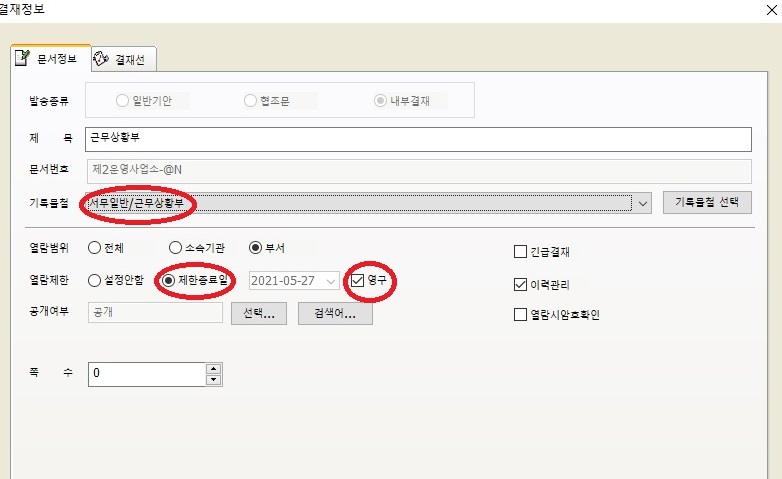 결재정보
문서정보 결재선
발송종류 일반기안 협조문 내부결재
제 목 근무상황부
문서번호 제2운영사업소-@N
기록물철 서무일반/근무상황부 기록물철 선택
열람범위 전체 소속기관 부서 긴급결재
열람제한 설정안함 제한종료일 2021-05-27 영구 이력관리
공개여부 공개 선택... 검색어... 열람시암호확인
쪽 수 0